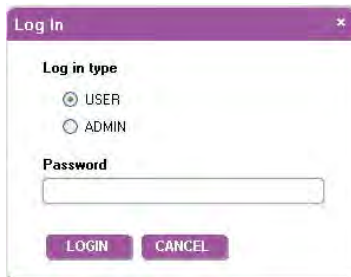 Log In ×
Log in type
USER
ADMIN
Password
LOGIN CANCEL